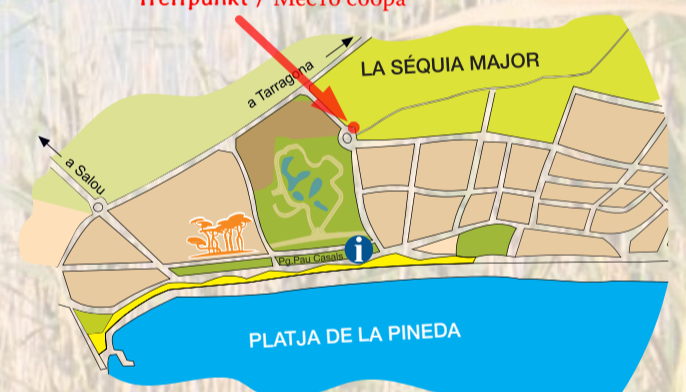 Treffpunkt / Место сбора
LA SÉQUIA MAJOR
a Tarragona
a Salou
i
Pg.Pau Casals
PLATJA DE LA PINEDA